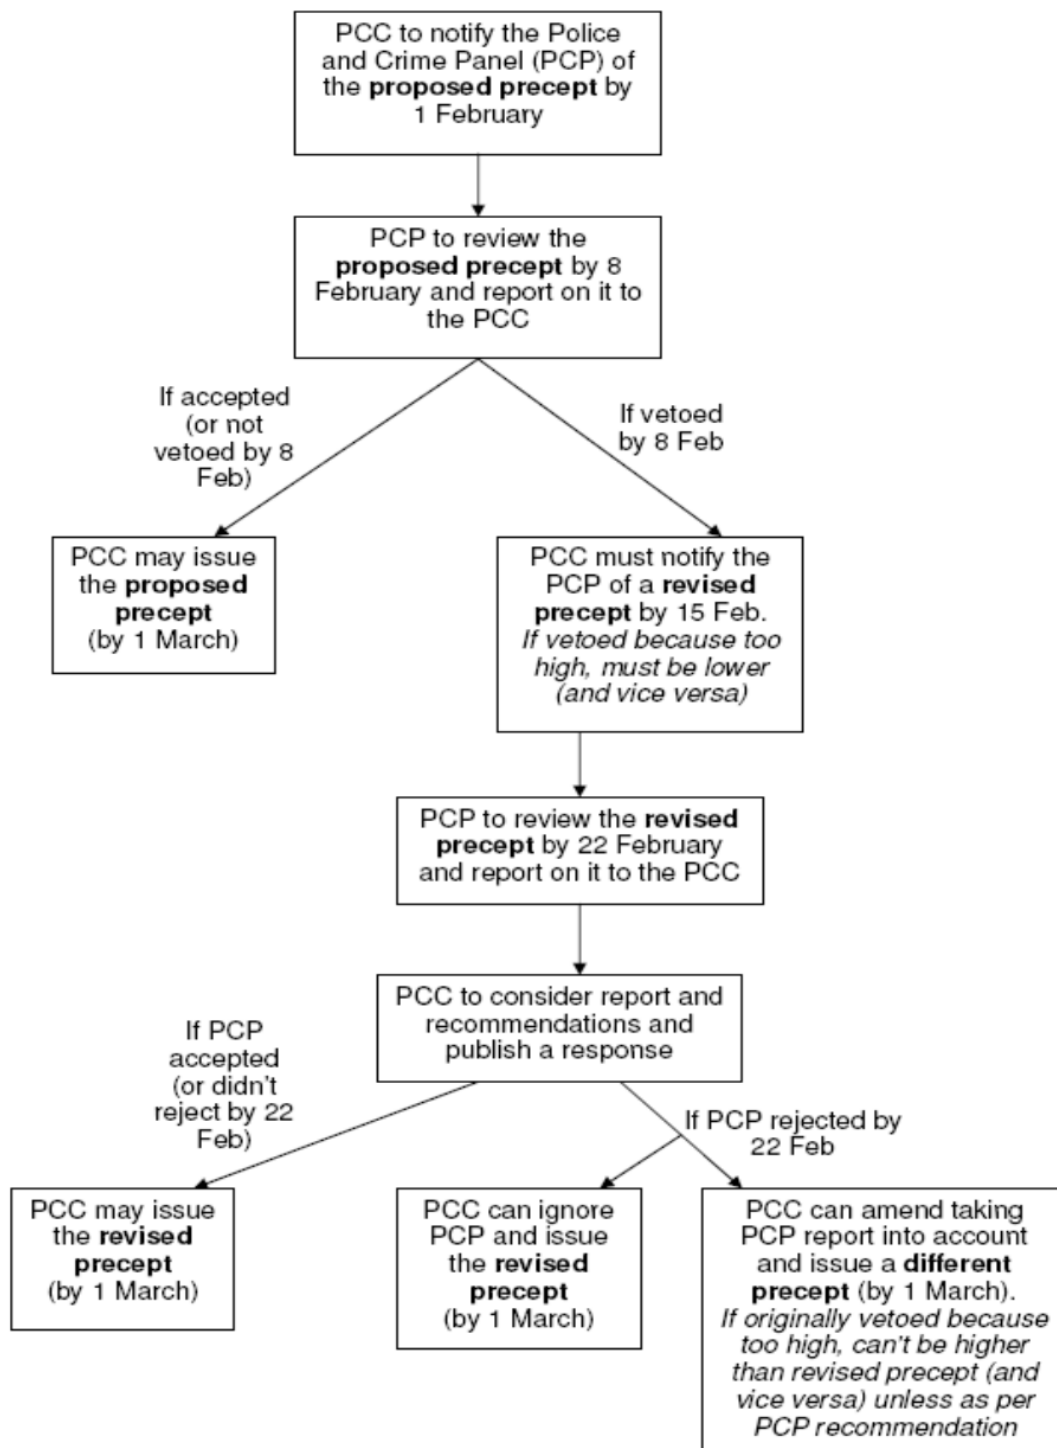 PCC to notify the Police
and Crime Panel (PCP) of
the proposed precept by
1 February
PCP to review the
proposed precept by 8
February and report on it to
the PCC
If accepted
(or not
vetoed by 8
Feb)
If vetoed
by 8 Feb
PCC may issue
the proposed
precept
(by 1 March)
PCC must notify the
PCP of a revised
precept by 15 Feb.
If vetoed because too
high, must be lower
(and vice versa)
PCP to review the revised
precept by 22 February
and report on it to the PCC
PCC to consider report and
recommendations and
publish a response
If PCP
accepted
(or didn't
reject by 22
Feb)
If PCP rejected by
22 Feb
PCC may issue
the revised
precept
(by 1 March)
PCC can ignore
PCP and issue
the revised
precept
(by 1 March)
PCC can amend taking
PCP report into account
and issue a different
precept (by 1 March).
If originally vetoed because
too high, can't be higher
than revised precept (and
vice versa) unless as per
PCP recommendation